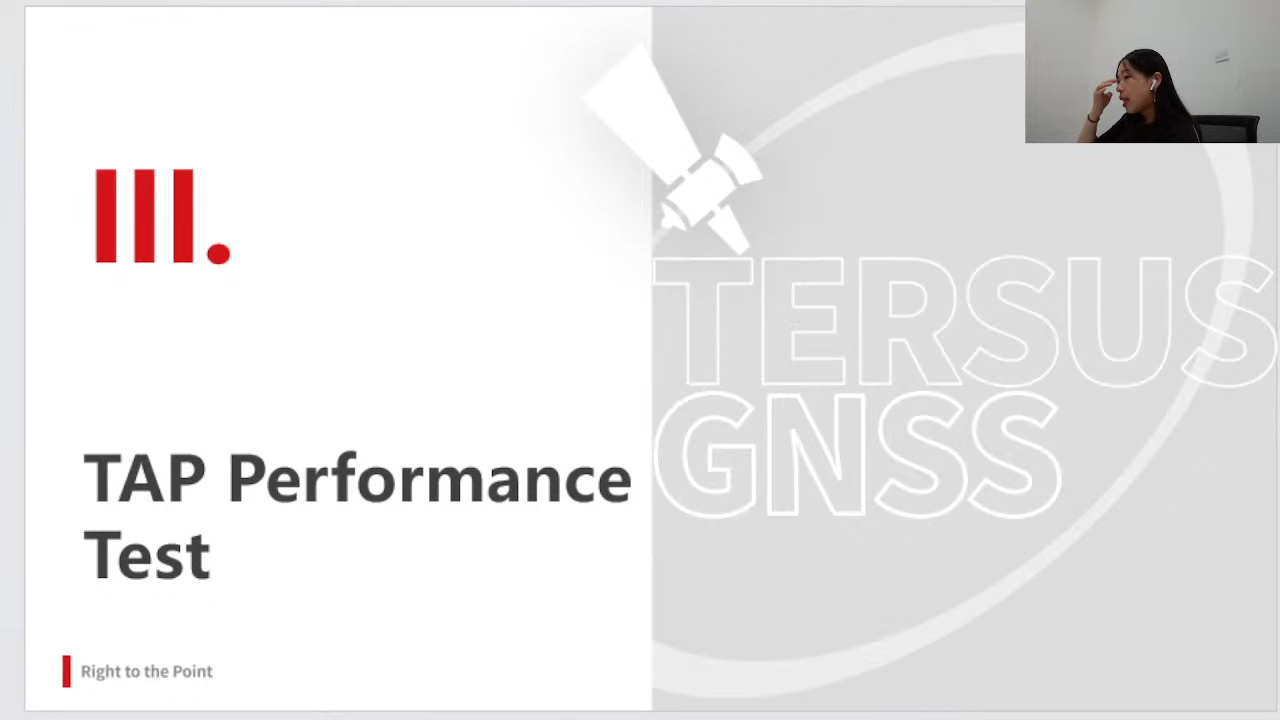 III.
TAP Performance
Test
Right to the Point
TERSUS
GNSS